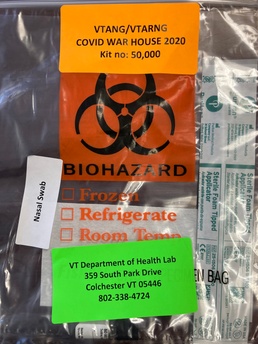 VTANG/VTARNG
COVID WAR HOUSE 2020
Kit no: 50,000
BIOHAZARD
Frozen
Refrigerate
Room Temp
Nasal Swab
VT Department of Health Lab
359 South Park Drive
Colchester VT 05446
802-338-4724
EN BAG
Sterile Foam Tipped
Applicator